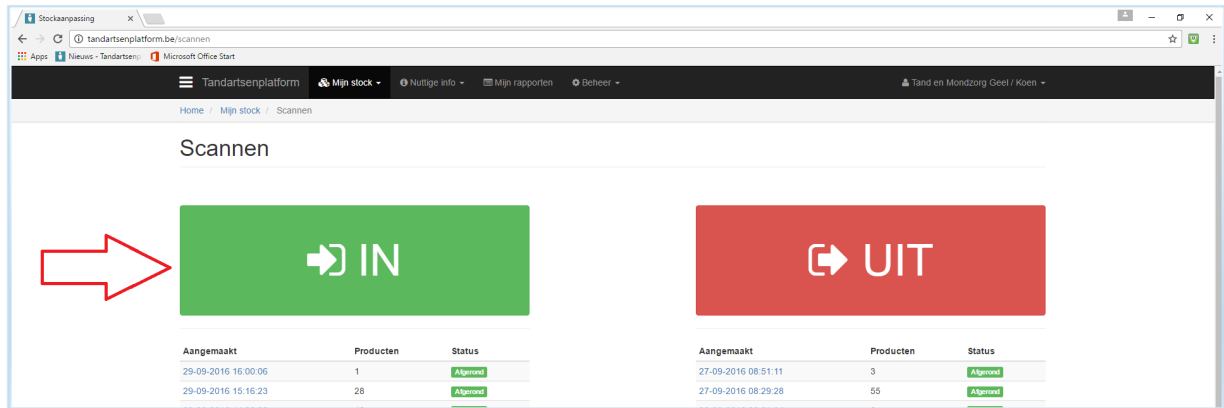 Stockaanpassing
tandartsenplatform.be/scannen
Apps Nieuws - Tandartsenp Microsoft Office Start
Tandartsenplatform Mijn stock Nuttige info Mijn rapporten Beheer Tand en Mondzorg Geel / Koen
Home / Mijn stock / Scannen
Scannen
IN
UIT
Aangemaakt Producten Status
29-09-2016 16:00:06 1 Afgerond
29-09-2016 15:16:23 28 Afgerond
Aangemaakt Producten Status
27-09-2016 08:51:11 3 Afgerond
27-09-2016 08:29:28 55 Afgerond